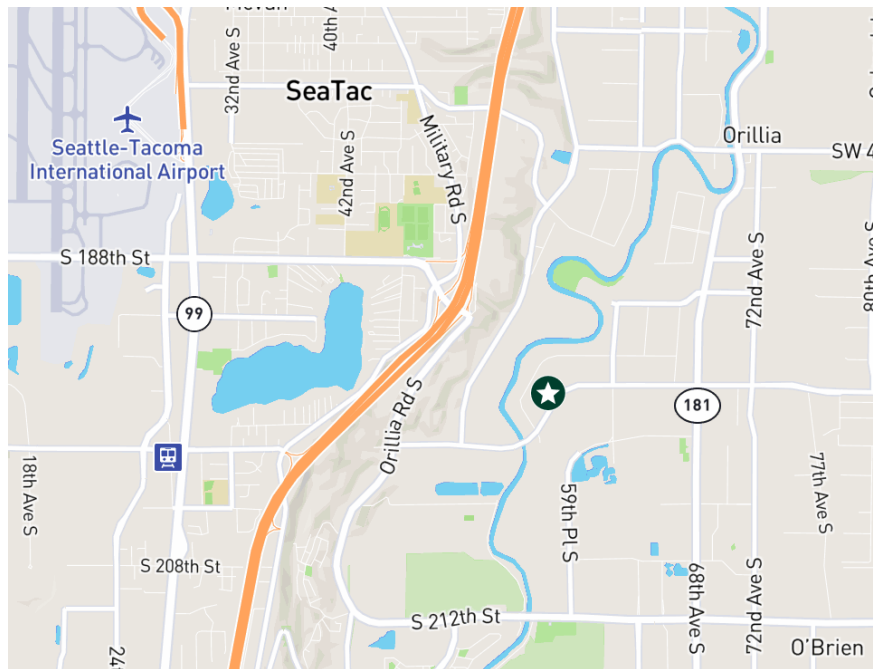 40th A
SeaTac
32nd Ave S
Military Rd S
42nd Ave S
Seattle-Tacoma
International Airport
Orillia
SW 4
S 188th St
99
72nd Ave S
181
Orillia Rd S
18th Ave S
59th Pl S
77th Ave S
S 208th St
68th Ave S
72nd Ave S
S 212th St
O'Brien